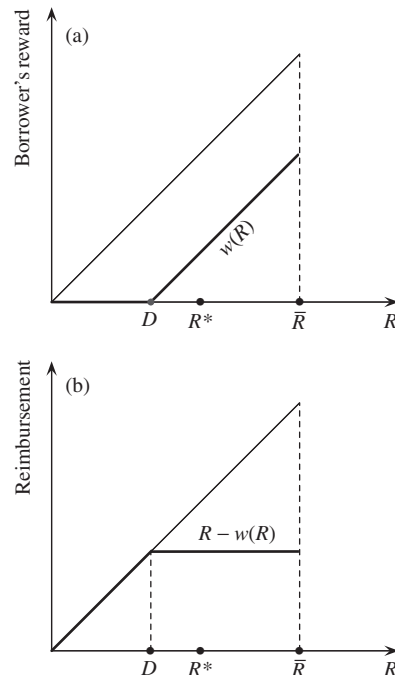 (a)
Borrower's reward
w(R)
D R* R̄ R
(b)
Reimbursement
R – w(R)
D R* R̄ R